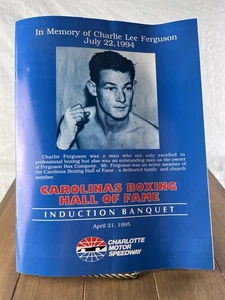 In Memory of Charlie Lee Ferguson
July 22, 1994
Charlie Ferguson was a man who not only excelled in
professional boxing but also was an outstanding man as the owner
of Ferguson Box Company. Mr. Ferguson was an active member of
the Carolinas Boxing Hall of Fame, a dedicated family and church
member.
CAROLINAS BOXING
HALL OF FAME
INDUCTION BANQUET
April 21, 1995
CHARLOTTE
MOTOR
SPEEDWAY